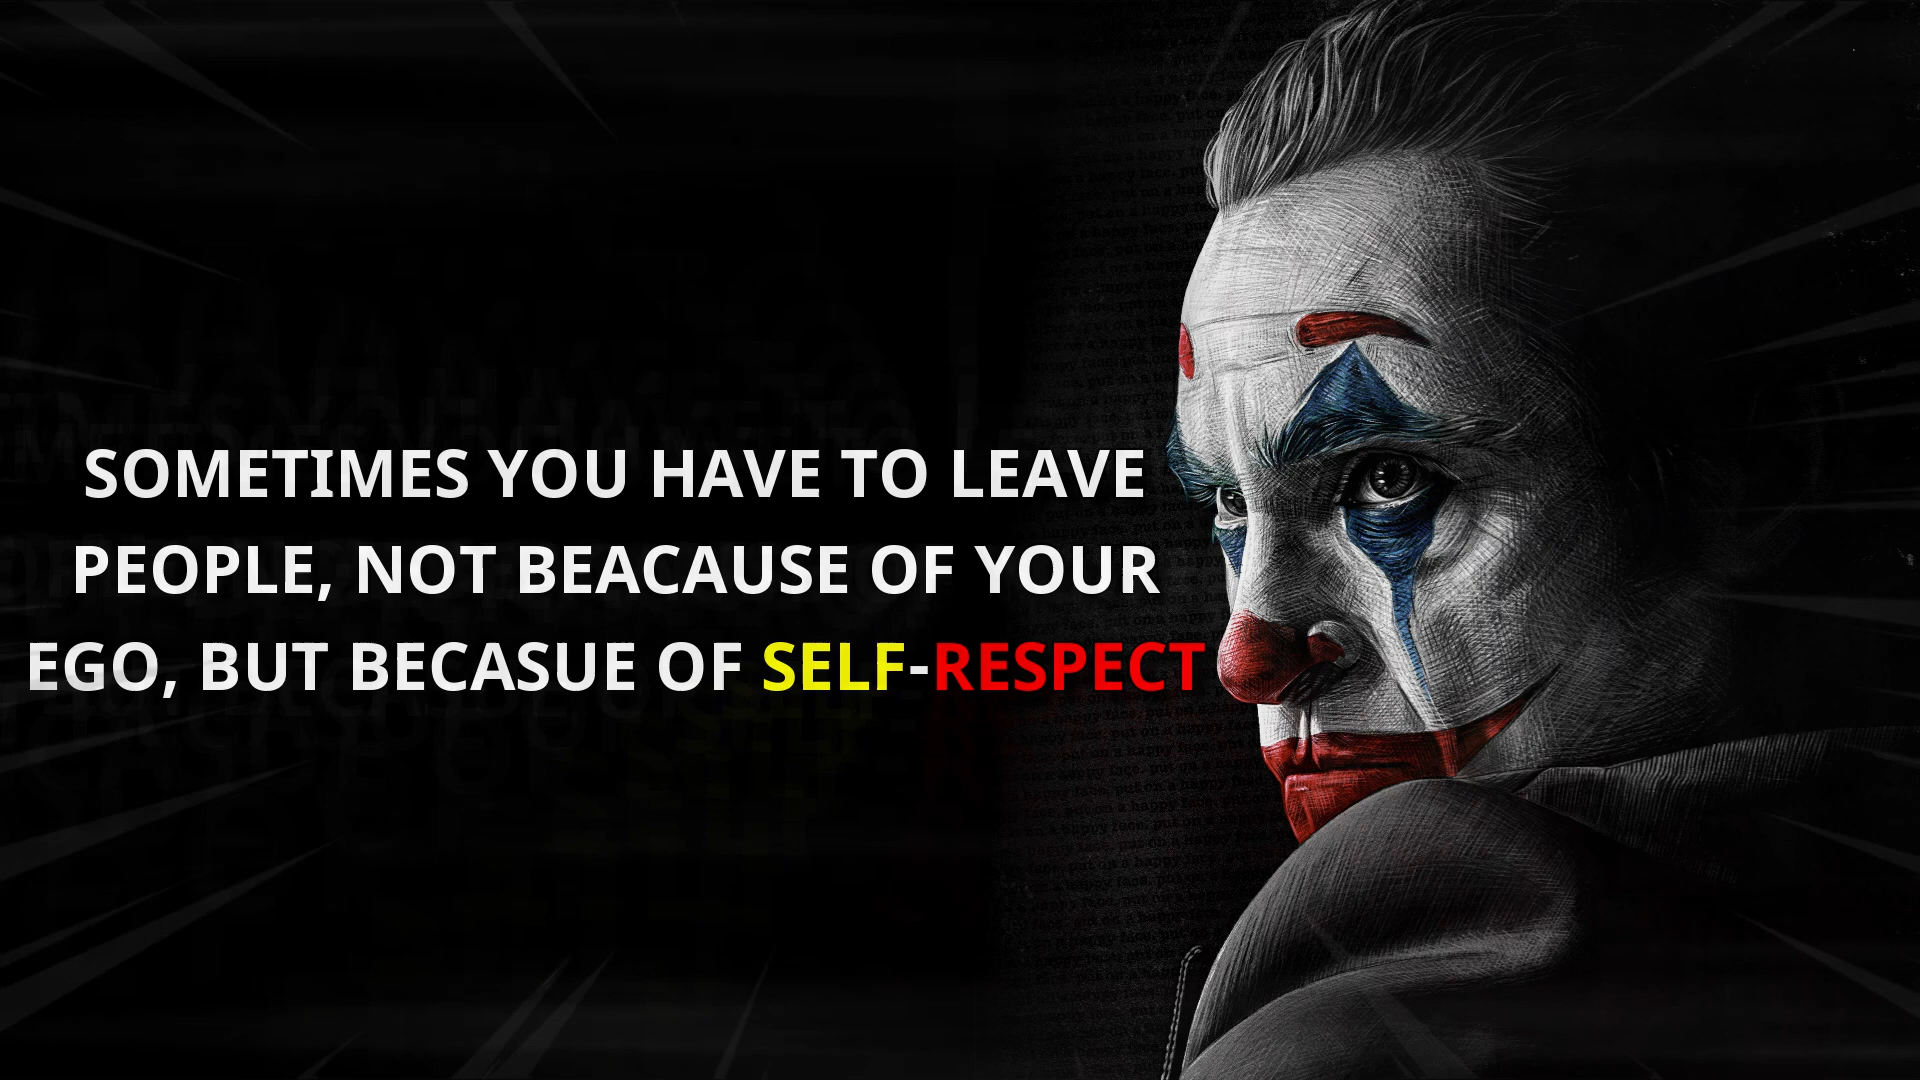 SOMETIMES YOU HAVE TO LEAVE
PEOPLE, NOT BEACAUSE OF YOUR
EGO, BUT BECASUE OF SELF-RESPECT